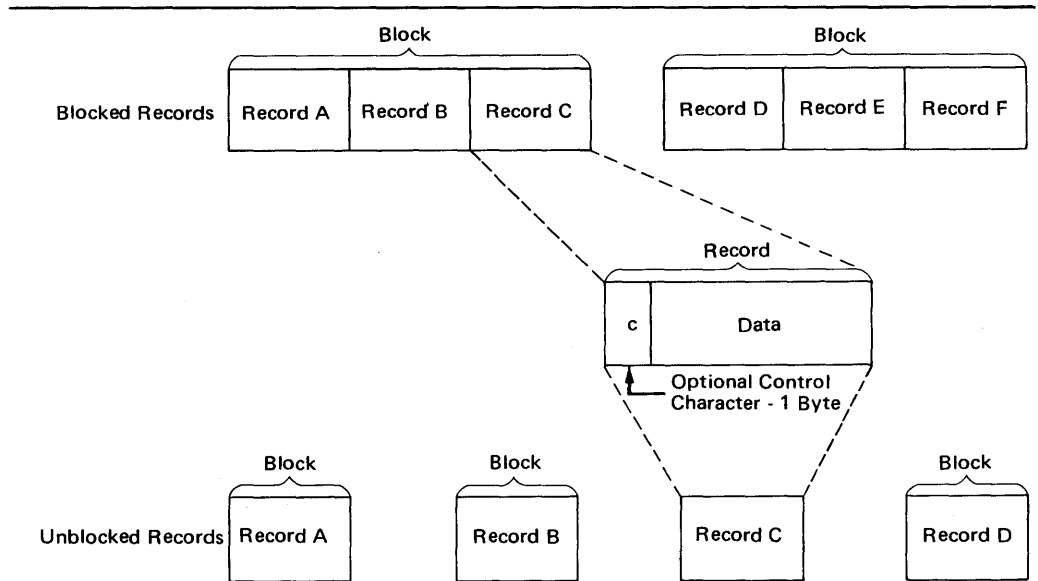 Block
Block
Blocked Records
Record A
Record B
Record C
Record D
Record E
Record F
Record
c
Data
Optional Control
Character - 1 Byte
Block
Block
Block
Unblocked Records
Record A
Record B
Record C
Record D